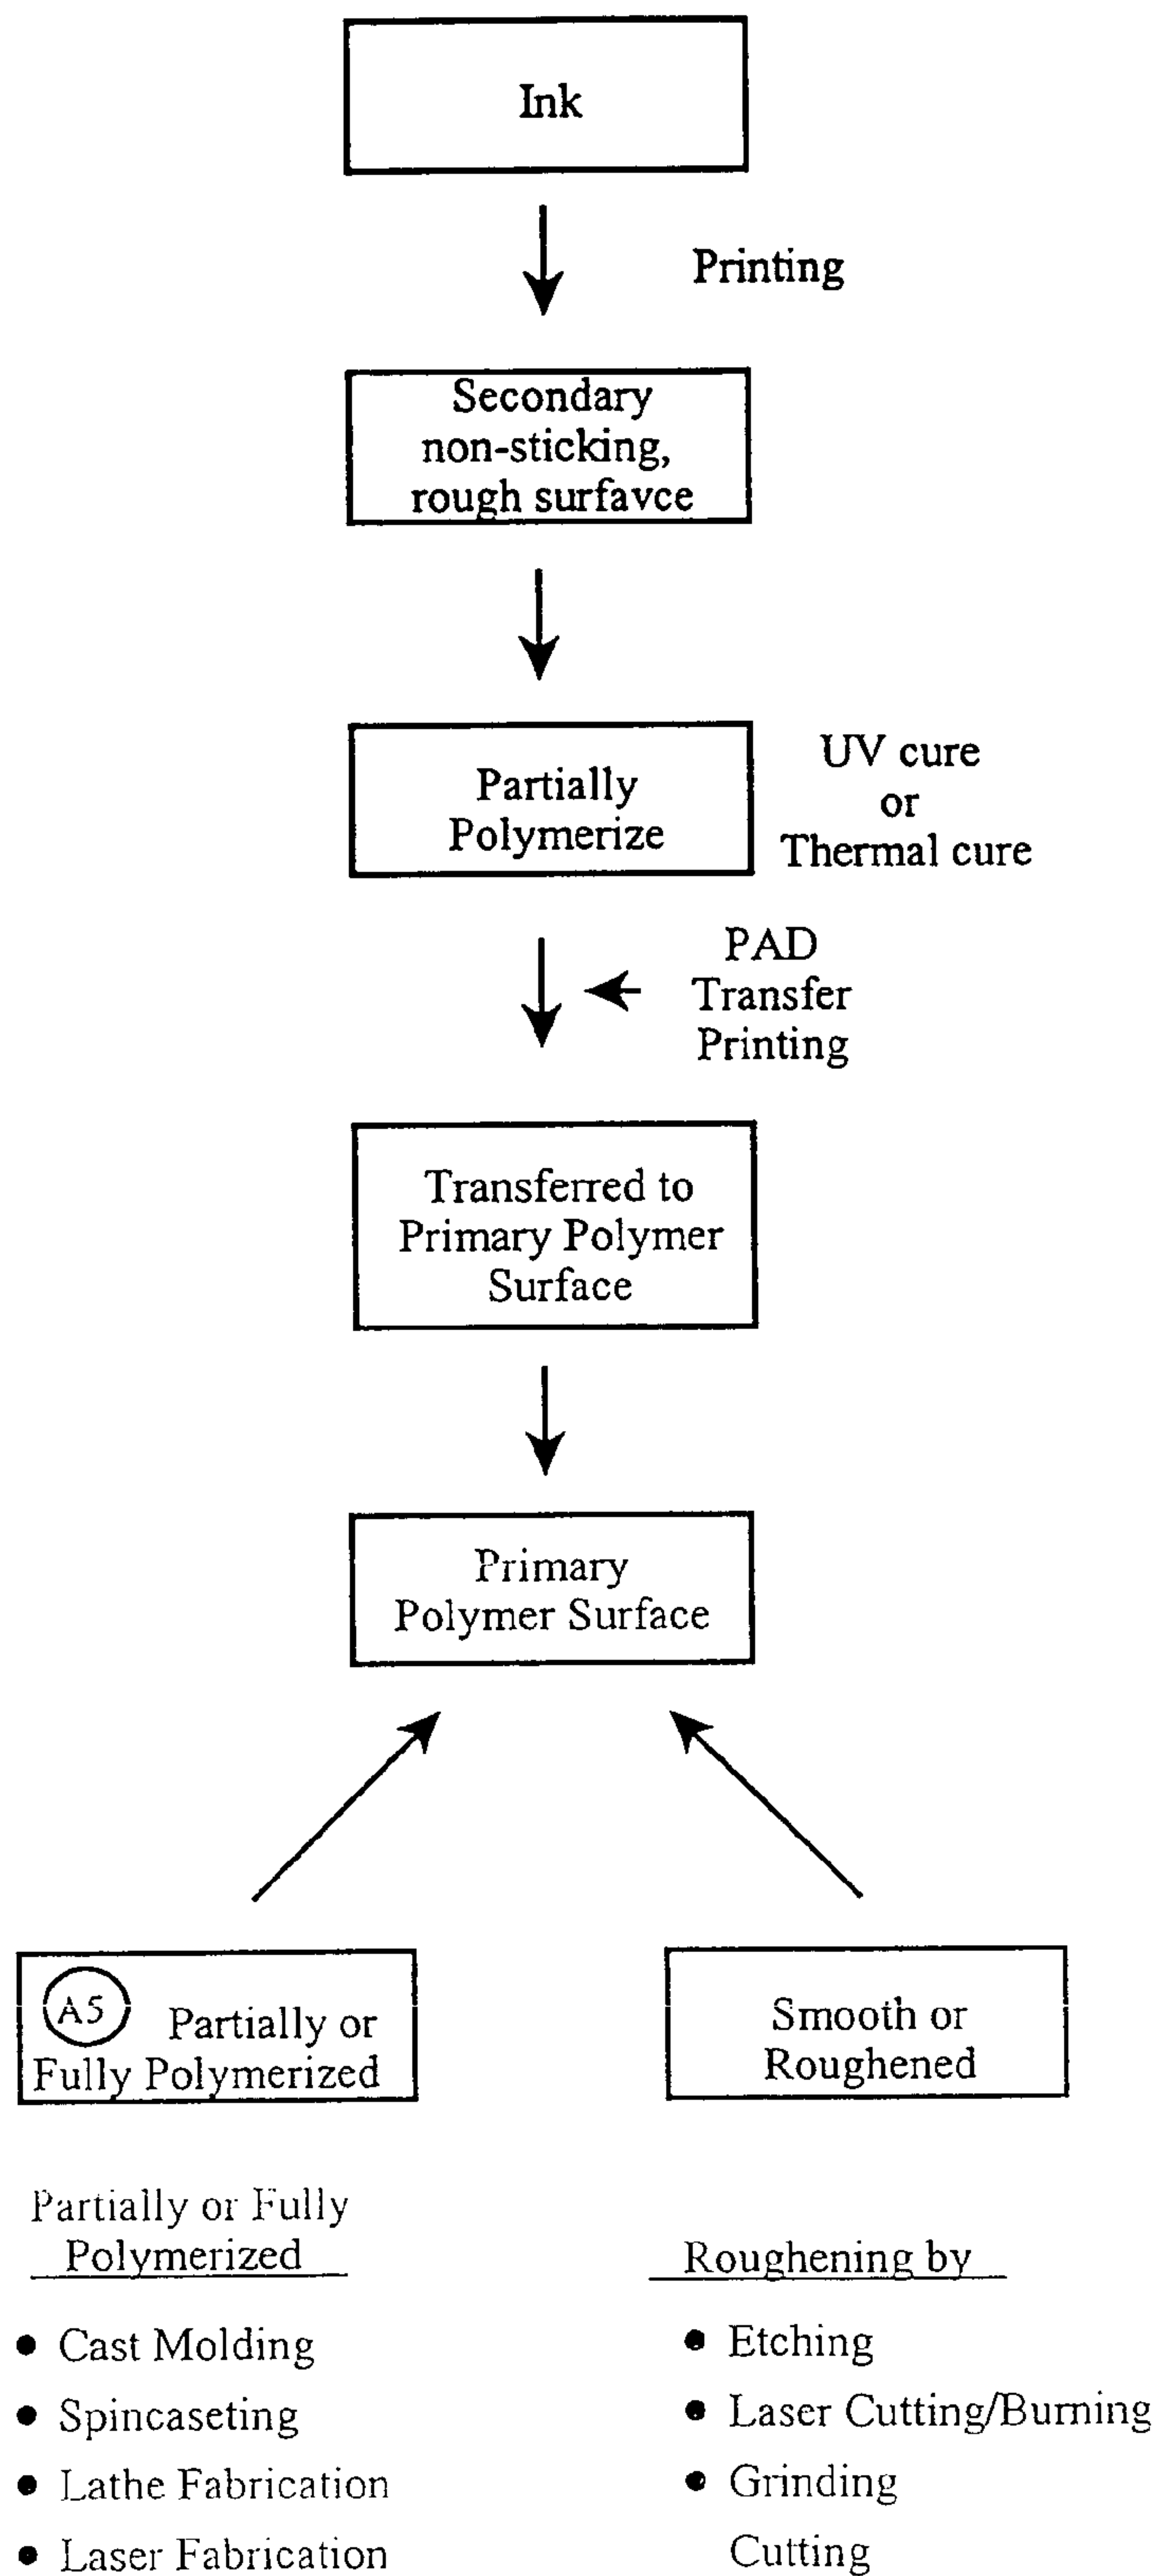 Ink
Printing
Secondary
non-sticking,
rough surfavce
Partially
Polymerize
UV cure
or
Thermal cure
PAD
Transfer
Printing
Transferred to
Primary Polymer
Surface
Primary
Polymer Surface
A5 Partially or
Fully Polymerized
Smooth or
Roughened
Partially or Fully
Polymerized
• Cast Molding
• Spincaseting
• Lathe Fabrication
• Laser Fabrication
Roughening by
• Etching
• Laser Cutting/Burning
• Grinding
Cutting